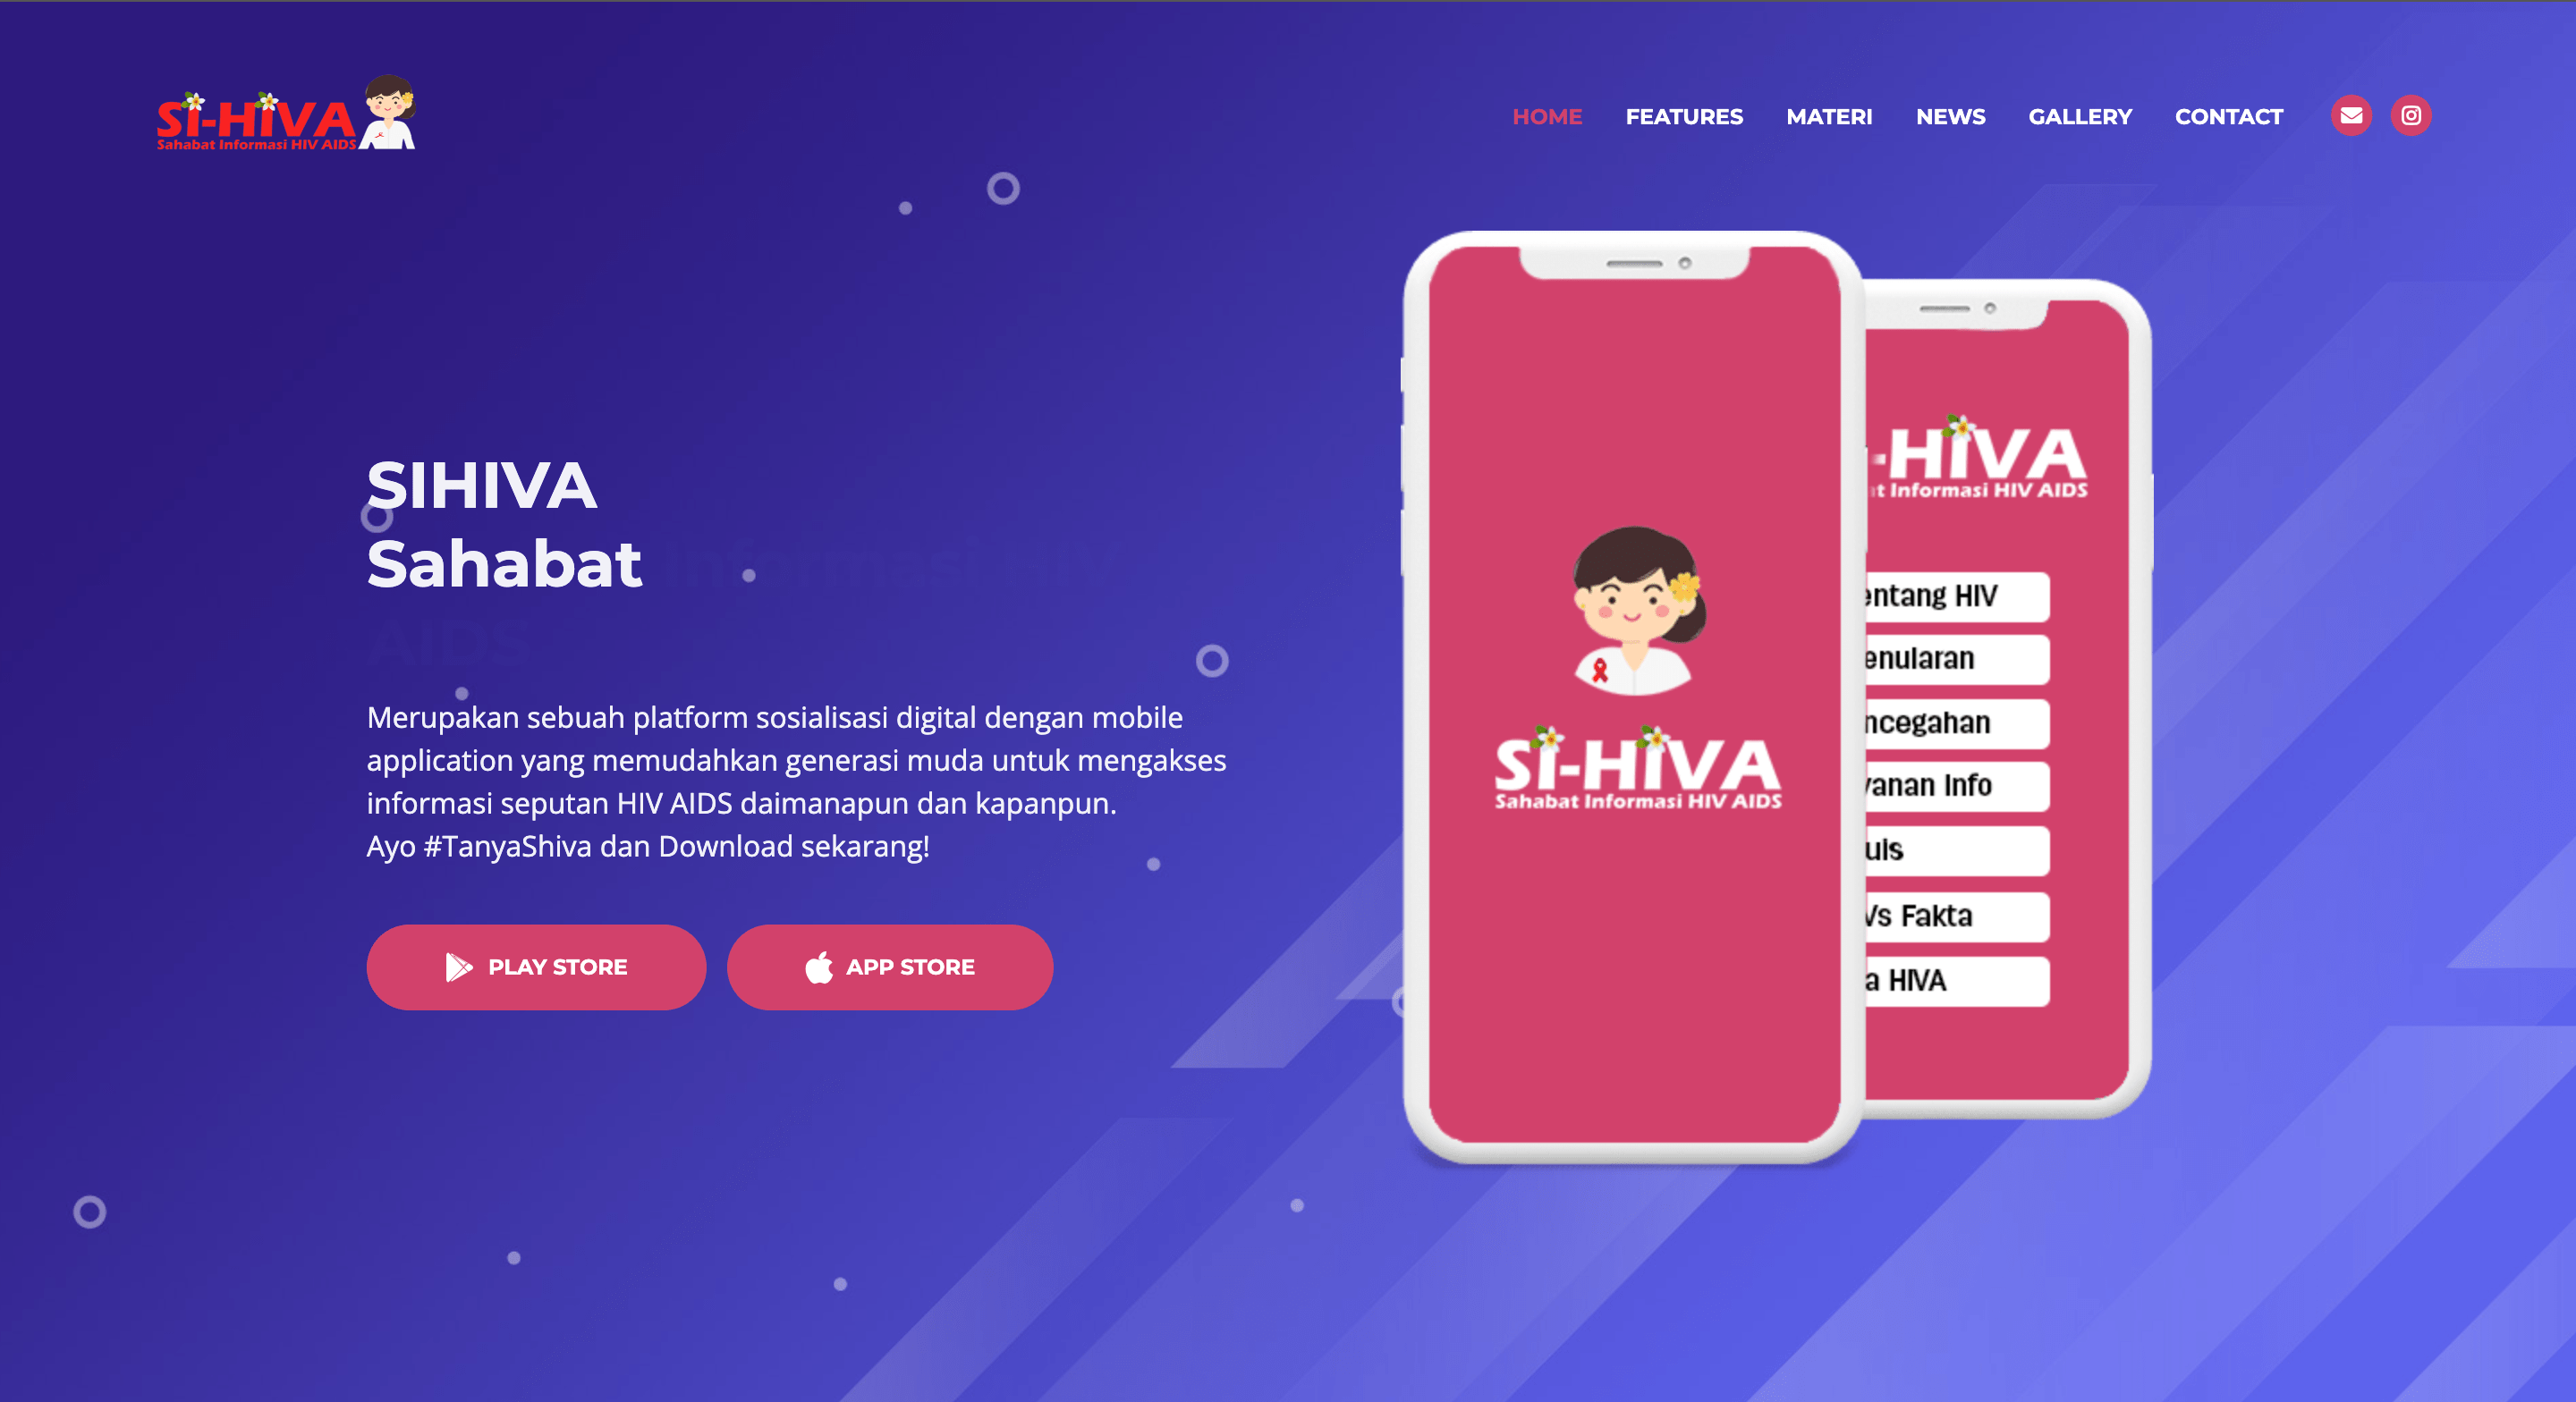 Si-HiVA
Sahabat Informasi HIV AIDS
HOME FEATURES MATERI NEWS GALLERY CONTACT
SIHIVA
Sahabat Informasi
AIDS
Merupakan sebuah platform sosialisasi digital dengan mobile
application yang memudahkan generasi muda untuk mengakses
informasi seputan HIV AIDS daimanapun dan kapanpun.
Ayo #TanyaShiva dan Download sekarang!
PLAY STORE
APP STORE
Si-HiVA
Sahabat Informasi HIV AIDS
-HiVA
t Informasi HIV AIDS
entang HIV
enularan
ncegahan
yanan Info
uis
Vs Fakta
a HIVA